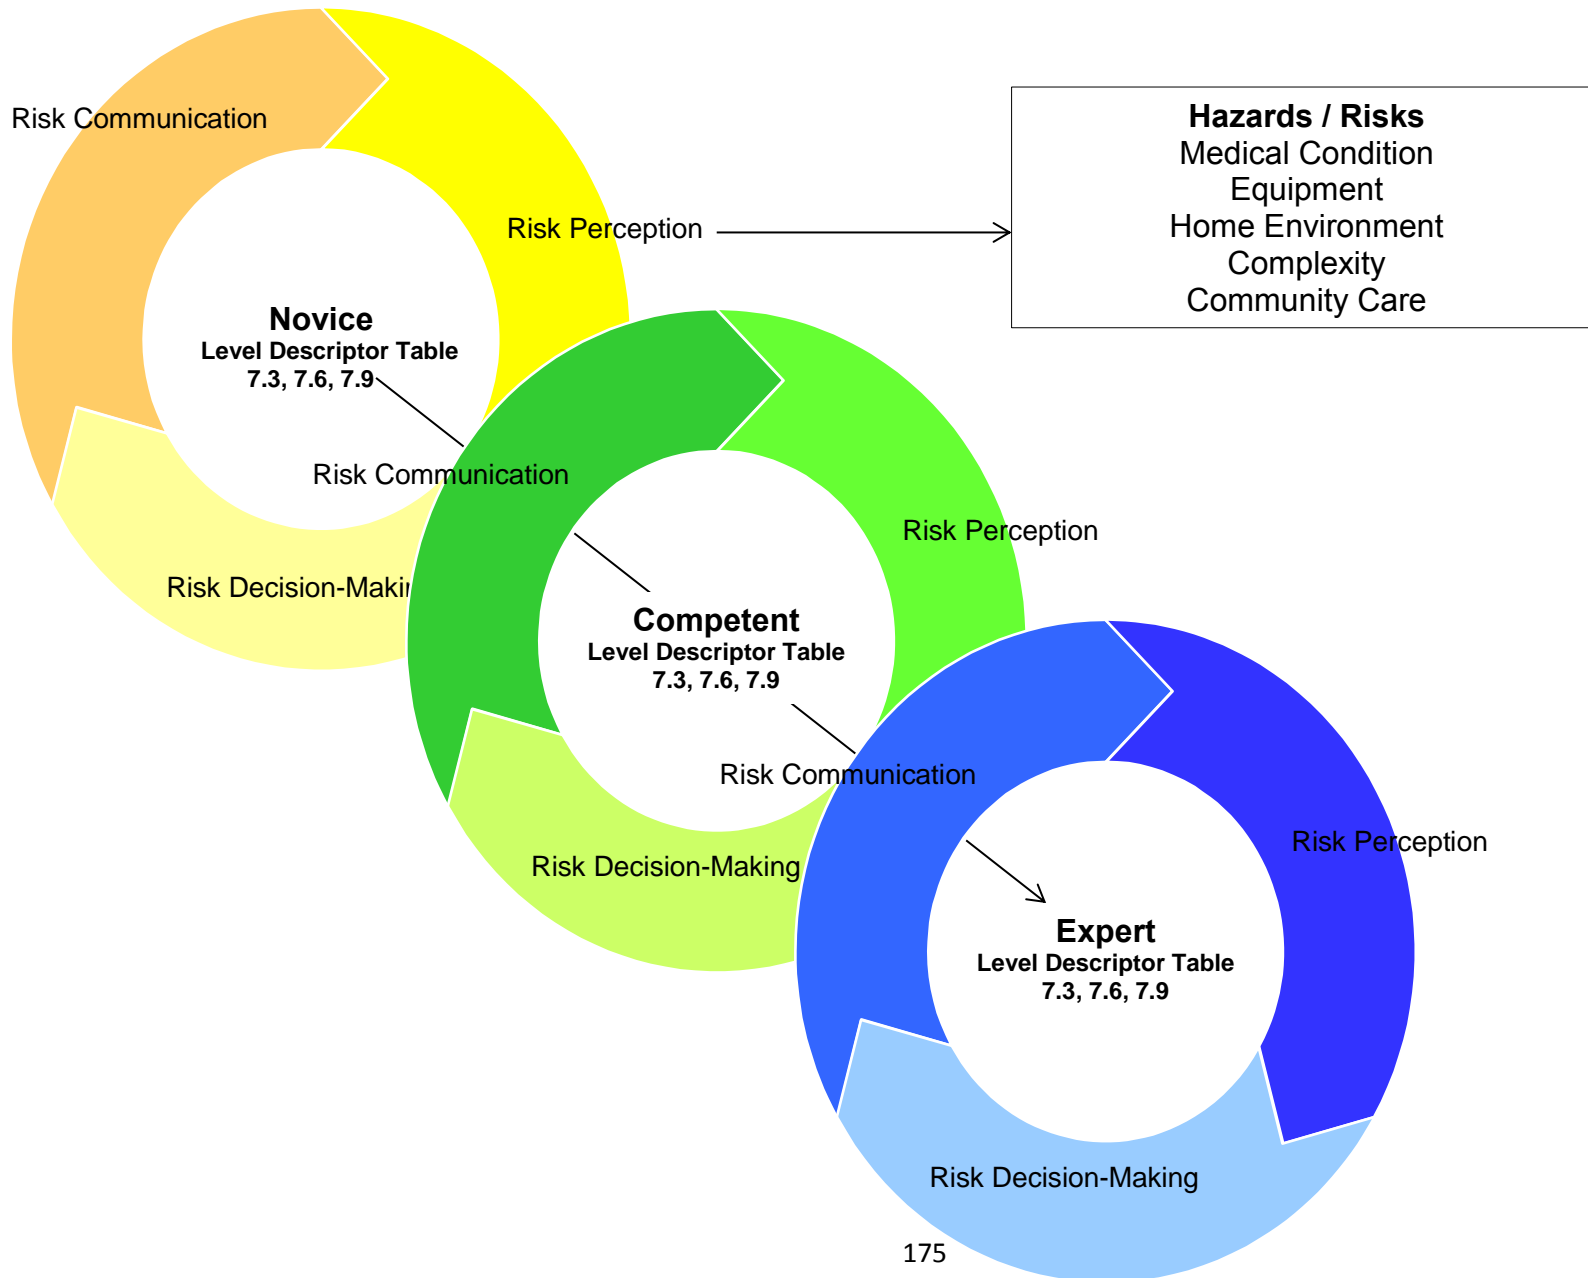 Risk Communication
Risk Perception
Hazards / Risks
Medical Condition
Equipment
Home Environment
Complexity
Community Care
Novice
Level Descriptor Table
7.3, 7.6, 7.9
Risk Decision-Makin
Risk Communication
Risk Perception
Competent
Level Descriptor Table
7.3, 7.6, 7.9
Risk Decision-Making
Risk Communication
Risk Perception
Expert
Level Descriptor Table
7.3, 7.6, 7.9
Risk Decision-Making
175